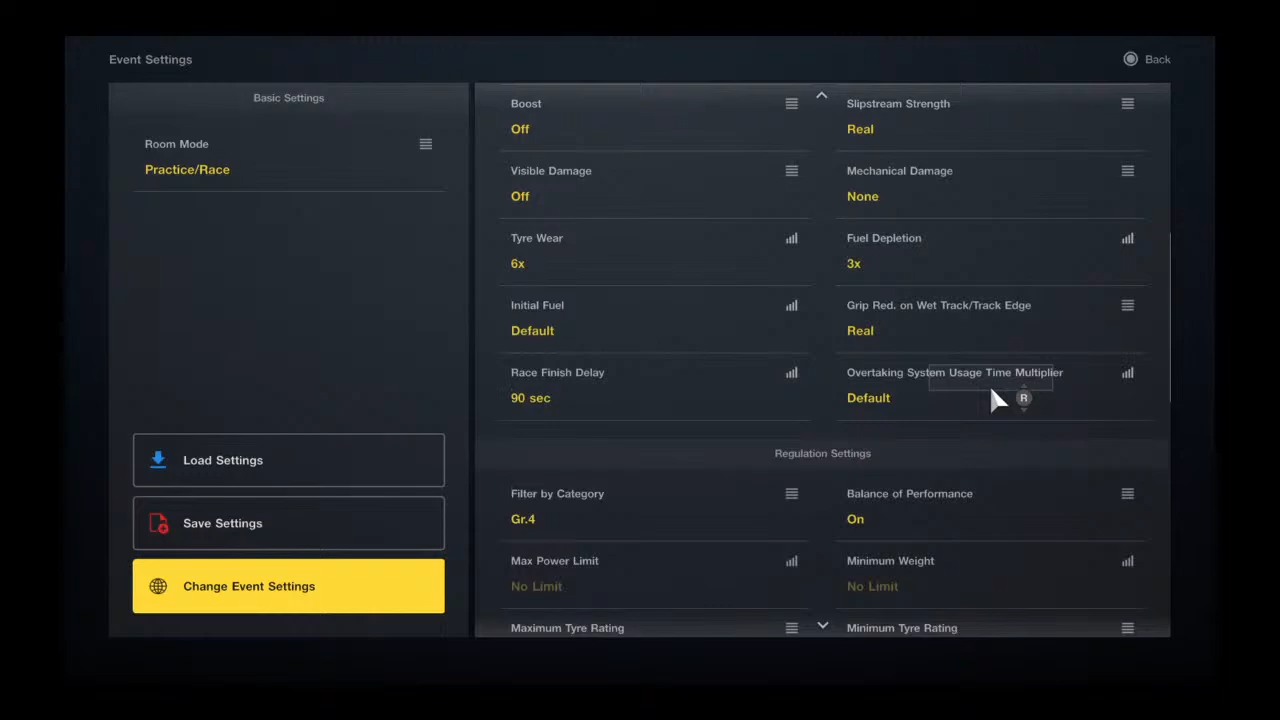 Event Settings
Back
Basic Settings
Room Mode
Practice/Race
Load Settings
Save Settings
Change Event Settings
Boost
Off
Slipstream Strength
Real
Visible Damage
Off
Mechanical Damage
None
Tyre Wear
6x
Fuel Depletion
3x
Initial Fuel
Default
Grip Red. on Wet Track/Track Edge
Real
Race Finish Delay
90 sec
Overtaking System Usage Time Multiplier
Default
R
Regulation Settings
Filter by Category
Gr.4
Balance of Performance
On
Max Power Limit
No Limit
Minimum Weight
No Limit
Maximum Tyre Rating
Minimum Tyre Rating